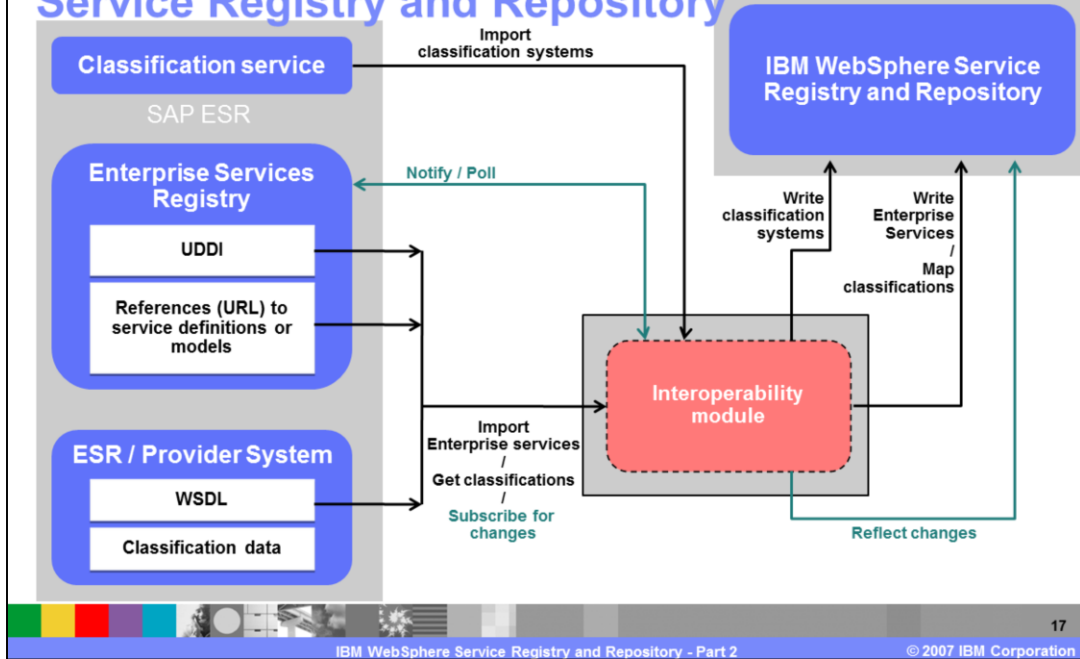 Service Registry and Repository
Classification service
SAP ESR
Enterprise Services
Registry
UDDI
References (URL) to
service definitions or
models
ESR / Provider System
WSDL
Classification data
Import
classification systems
Notify / Poll
Import
Enterprise services
/
Get classifications
/
Subscribe for
changes
Interoperability
module
IBM WebSphere Service
Registry and Repository
Write
classification
systems
Write
Enterprise
Services
/
Map
classifications
Reflect changes
17
IBM WebSphere Service Registry and Repository - Part 2
© 2007 IBM Corporation